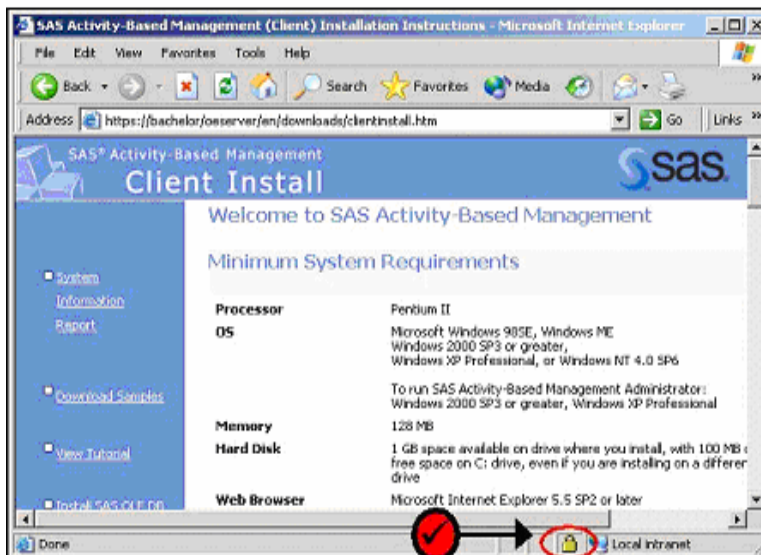 SAS Activity-Based Management (Client) Installation Instructions - Microsoft Internet Explorer
File Edit View Favorites Tools Help
Back Search Favorites Media
Address https://bachelor/oeserver/en/downloads/clientinstall.htm Go Links
SAS® Activity-Based Management
Client Install
sas
Welcome to SAS Activity-Based Management
Minimum System Requirements
System
Information
Report
Download Samples
View Tutorial
Install SAS OLE DB
Processor Pentium II
OS Microsoft Windows 98SE, Windows ME
Windows 2000 SP3 or greater,
Windows XP Professional, or Windows NT 4.0 SP6
To run SAS Activity-Based Management Administrator:
Windows 2000 SP3 or greater, Windows XP Professional
Memory 128 MB
Hard Disk 1 GB space available on drive where you install, with 100 MB
free space on C: drive, even if you are installing on a differen
drive
Web Browser Microsoft Internet Explorer 5.5 SP2 or later
Done Local intranet